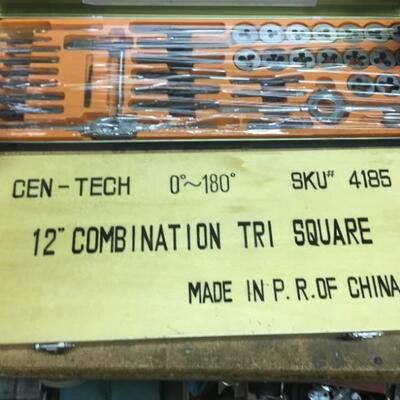 CEN-TECH 0°~180° SKU# 4185
12" COMBINATION TRI SQUARE
MADE IN P.R.OF CHINA